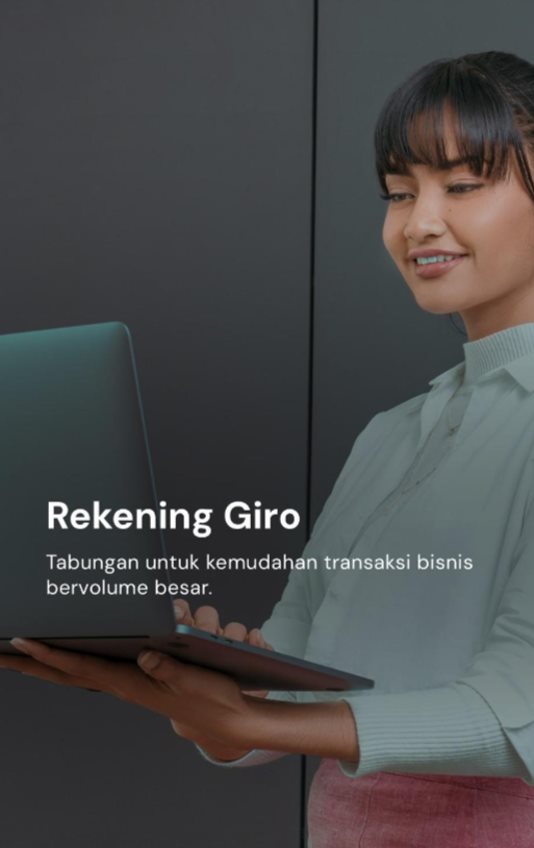 Rekening Giro
Tabungan untuk kemudahan transaksi bisnis
bervolume besar.